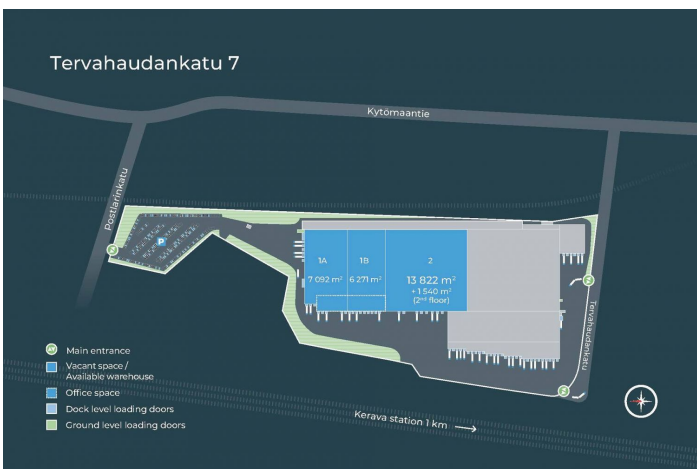 Tervahaudankatu 7
Kytömaantie
Postlarinkatu
P
1A
7 092 m²
1B
6 271 m²
2
13 822 m²
+ 1 540 m²
(2ⁿᵈ floor)
Tervahaudankatu
Main entrance
Vacant space /
Available warehouse
Office space
Dock level loading doors
Ground level loading doors
Kerava station 1 km